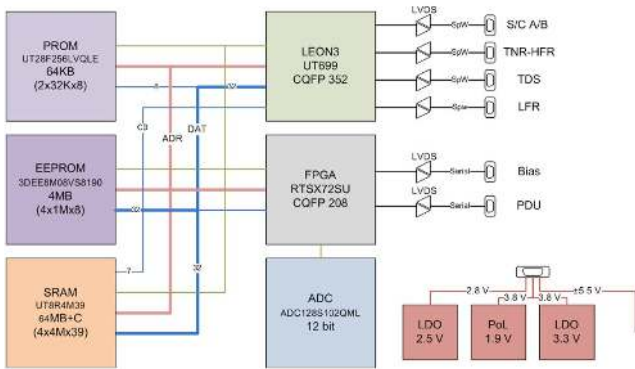 PROM
UT28F256LVQLE
64KB
(2x32Kx8)
LEON3
UT699
CQFP 352
LVDS
SpW
S/C A/B
SpW
TNR-HFR
SpW
TDS
SpW
LFR
8
32
CB
ADR
DAT
EEPROM
3DEE8M08VS8190
4MB
(4x1Mx8)
32
FPGA
RTSX72SU
CQFP 208
LVDS
Serial
Bias
LVDS
Serial
PDU
SRAM
UT8R4M39
64MB+C
(4x4Mx39)
7
32
ADC
ADC128S102QML
12 bit
2.8 V
3.8 V
3.8 V
±5.5 V
LDO
2.5 V
PoL
1.9 V
LDO
3.3 V